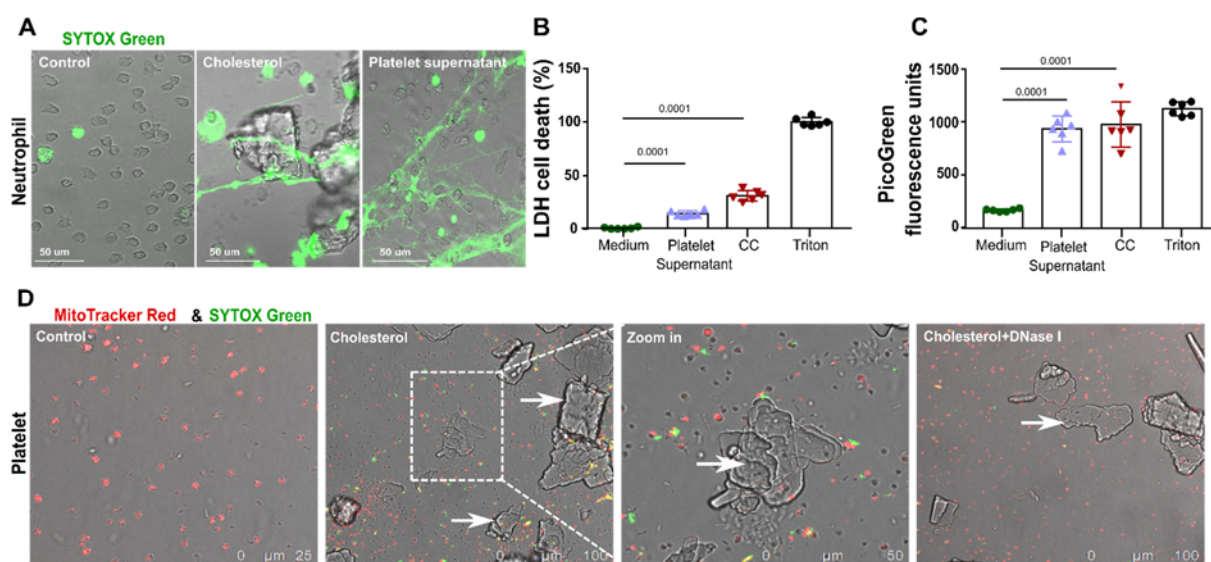 A
SYTOX Green
Control
Cholesterol
Platelet supernatant
Neutrophil
50 um
50 um
50 um
B
LDH cell death (%)
150
100
50
0
0.0001
0.0001
Medium
Platelet
CC
Triton
Supernatant
C
PicoGreen
fluorescence units
1500
1000
500
0
0.0001
0.0001
Medium
Platelet
CC
Triton
Supernatant
D
MitoTracker Red & SYTOX Green
Control
Cholesterol
Zoom in
Cholesterol+DNase I
Platelet
0 µm 25
0 µm 100
0 µm 50
0 µm 100